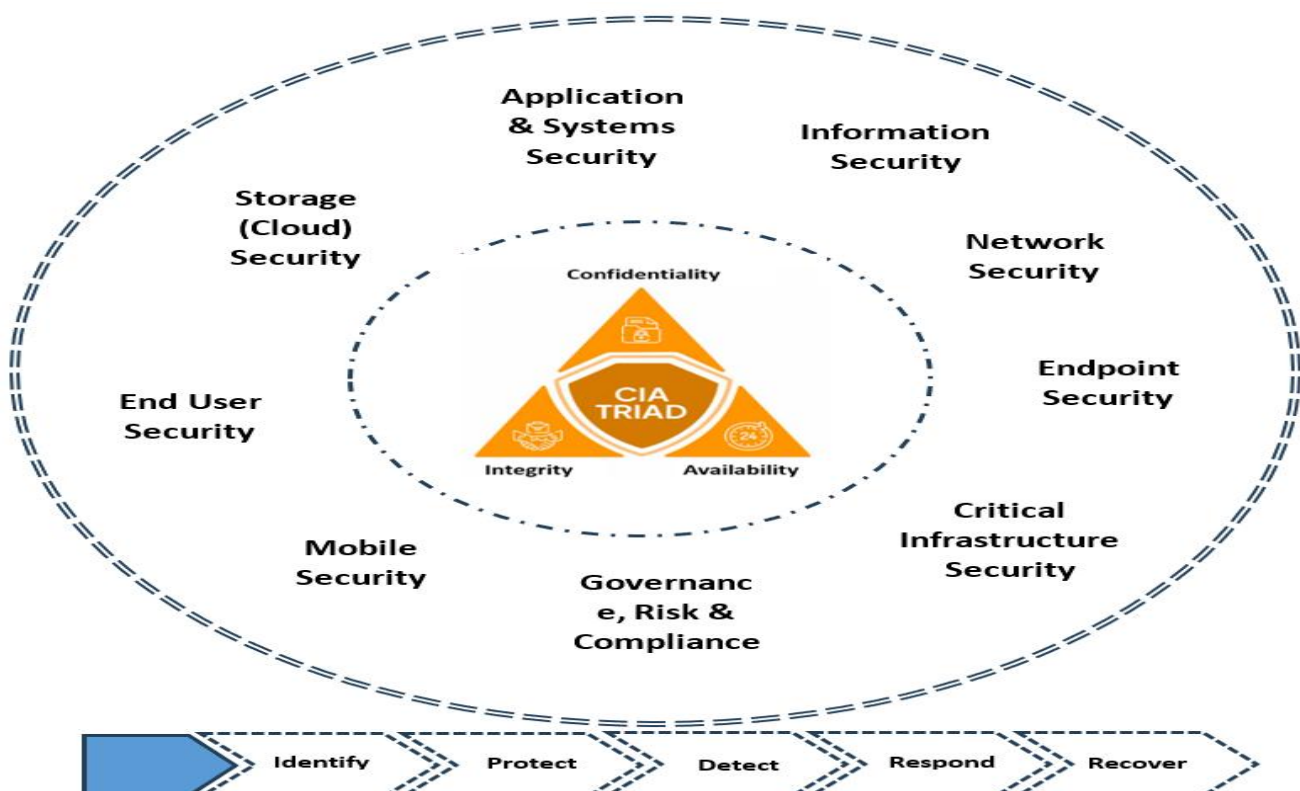 Application
& Systems
Security
Information
Security
Storage
(Cloud)
Security
Network
Security
Confidentiality
CIA
TRIAD
24
Integrity
Availability
Endpoint
Security
End User
Security
Critical
Infrastructure
Security
Mobile
Security
Governanc
e, Risk &
Compliance
Identify
Protect
Detect
Respond
Recover